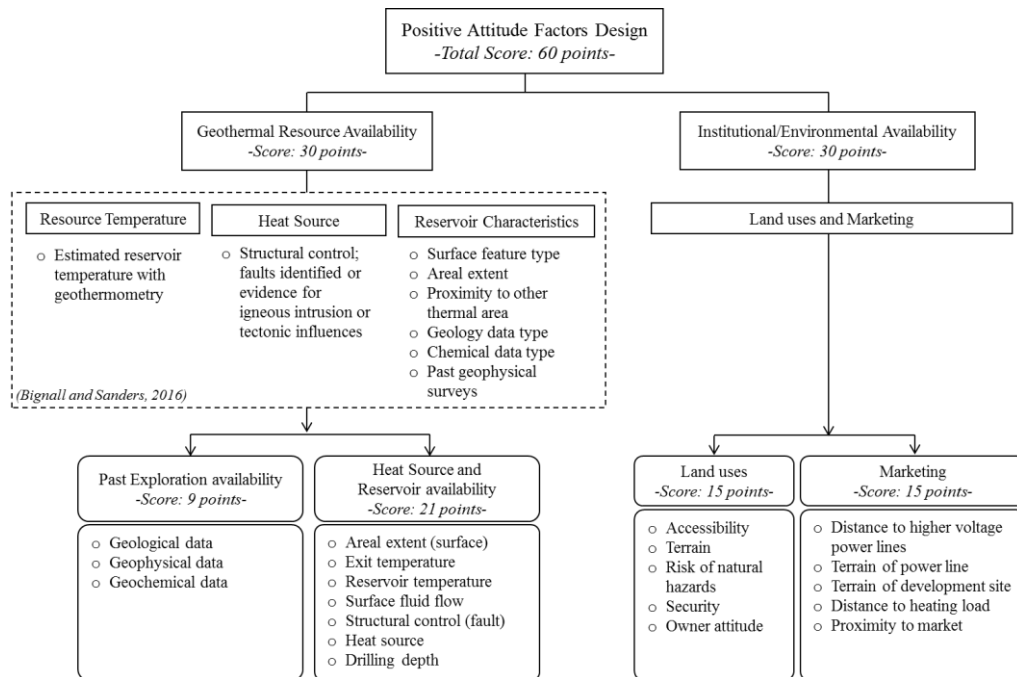 Positive Attitude Factors Design
-Total Score: 60 points-
Geothermal Resource Availability
-Score: 30 points-
Institutional/Environmental Availability
-Score: 30 points-
Resource Temperature
o Estimated reservoir
temperature with
geothermometry
Heat Source
o Structural control;
faults identified or
evidence for
igneous intrusion or
tectonic influences
Reservoir Characteristics
o Surface feature type
o Areal extent
o Proximity to other
thermal area
o Geology data type
o Chemical data type
o Past geophysical
surveys
(Bignall and Sanders, 2016)
Land uses and Marketing
Past Exploration availability
-Score: 9 points-
o Geological data
o Geophysical data
o Geochemical data
Heat Source and
Reservoir availability
-Score: 21 points-
o Areal extent (surface)
o Exit temperature
o Reservoir temperature
o Surface fluid flow
o Structural control (fault)
o Heat source
o Drilling depth
Land uses
-Score: 15 points-
o Accessibility
o Terrain
o Risk of natural
hazards
o Security
o Owner attitude
Marketing
-Score: 15 points-
o Distance to higher voltage
power lines
o Terrain of power line
o Terrain of development site
o Distance to heating load
o Proximity to market